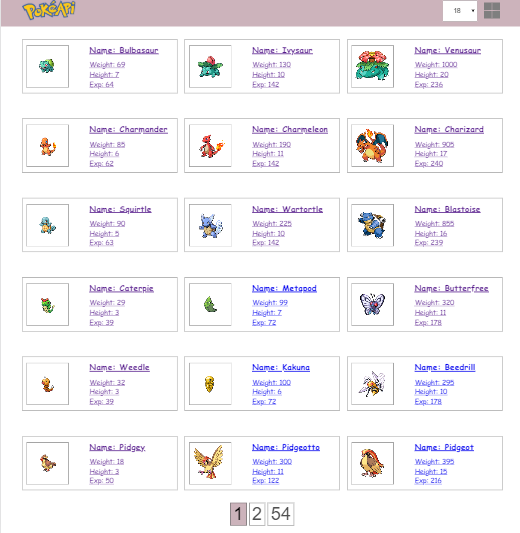 PokéApi
18
Name: Bulbasaur
Weight: 69
Height: 7
Exp: 64
Name: Ivysaur
Weight: 130
Height: 10
Exp: 142
Name: Venusaur
Weight: 1000
Height: 20
Exp: 236
Name: Charmander
Weight: 85
Height: 6
Exp: 62
Name: Charmeleon
Weight: 190
Height: 11
Exp: 142
Name: Charizard
Weight: 905
Height: 17
Exp: 240
Name: Squirtle
Weight: 90
Height: 5
Exp: 63
Name: Wartortle
Weight: 225
Height: 10
Exp: 142
Name: Blastoise
Weight: 855
Height: 16
Exp: 239
Name: Caterpie
Weight: 29
Height: 3
Exp: 39
Name: Metapod
Weight: 99
Height: 7
Exp: 72
Name: Butterfree
Weight: 320
Height: 11
Exp: 178
Name: Weedle
Weight: 32
Height: 3
Exp: 39
Name: Kakuna
Weight: 100
Height: 6
Exp: 72
Name: Beedrill
Weight: 295
Height: 10
Exp: 178
Name: Pidgey
Weight: 18
Height: 3
Exp: 50
Name: Pidgeotto
Weight: 300
Height: 11
Exp: 122
Name: Pidgeot
Weight: 395
Height: 15
Exp: 216
1 2 54